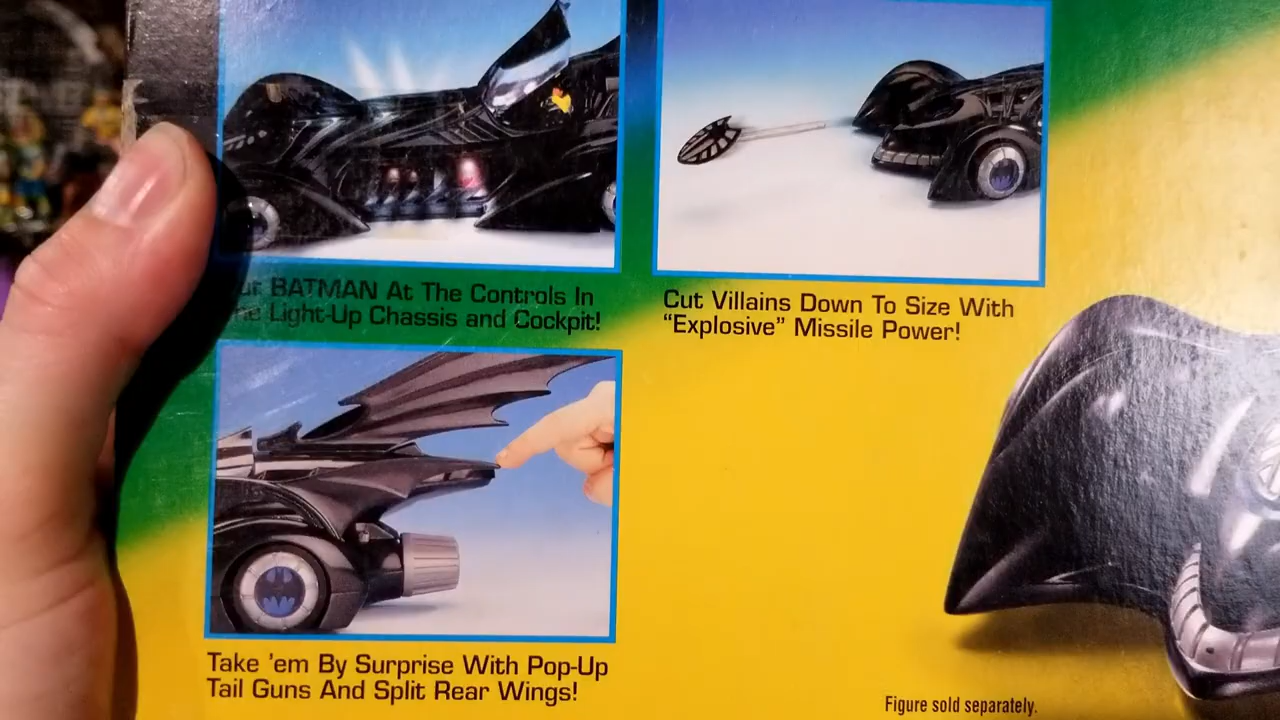 BATMAN At The Controls In
Light-Up Chassis and Cockpit!
Cut Villains Down To Size With
“Explosive” Missile Power!
Take ’em By Surprise With Pop-Up
Tail Guns And Split Rear Wings!
Figure sold separately.